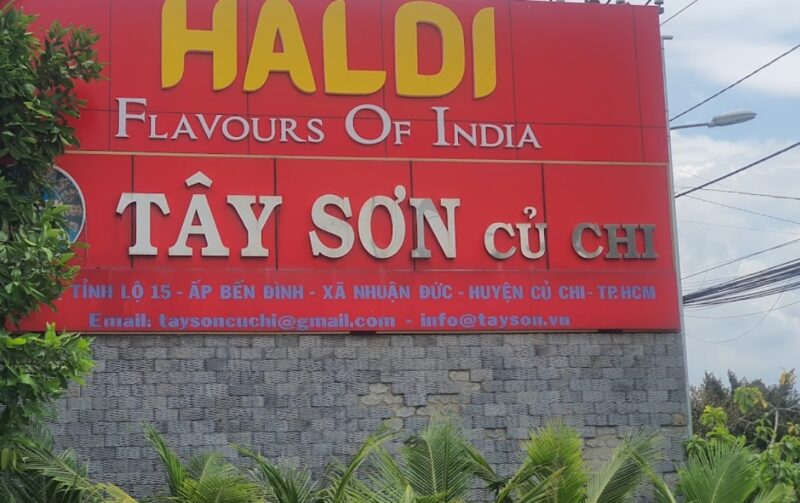 HALDI
FLAVOURS OF INDIA
TÂY SƠN CỦ CHI
TỈNH LỘ 15 - ẤP BẾN ĐÌNH - XÃ NHUẬN ĐỨC - HUYỆN CỦ CHI - TP.HCM
Email: taysoncuchi@gmail.com - info@tayson.vn